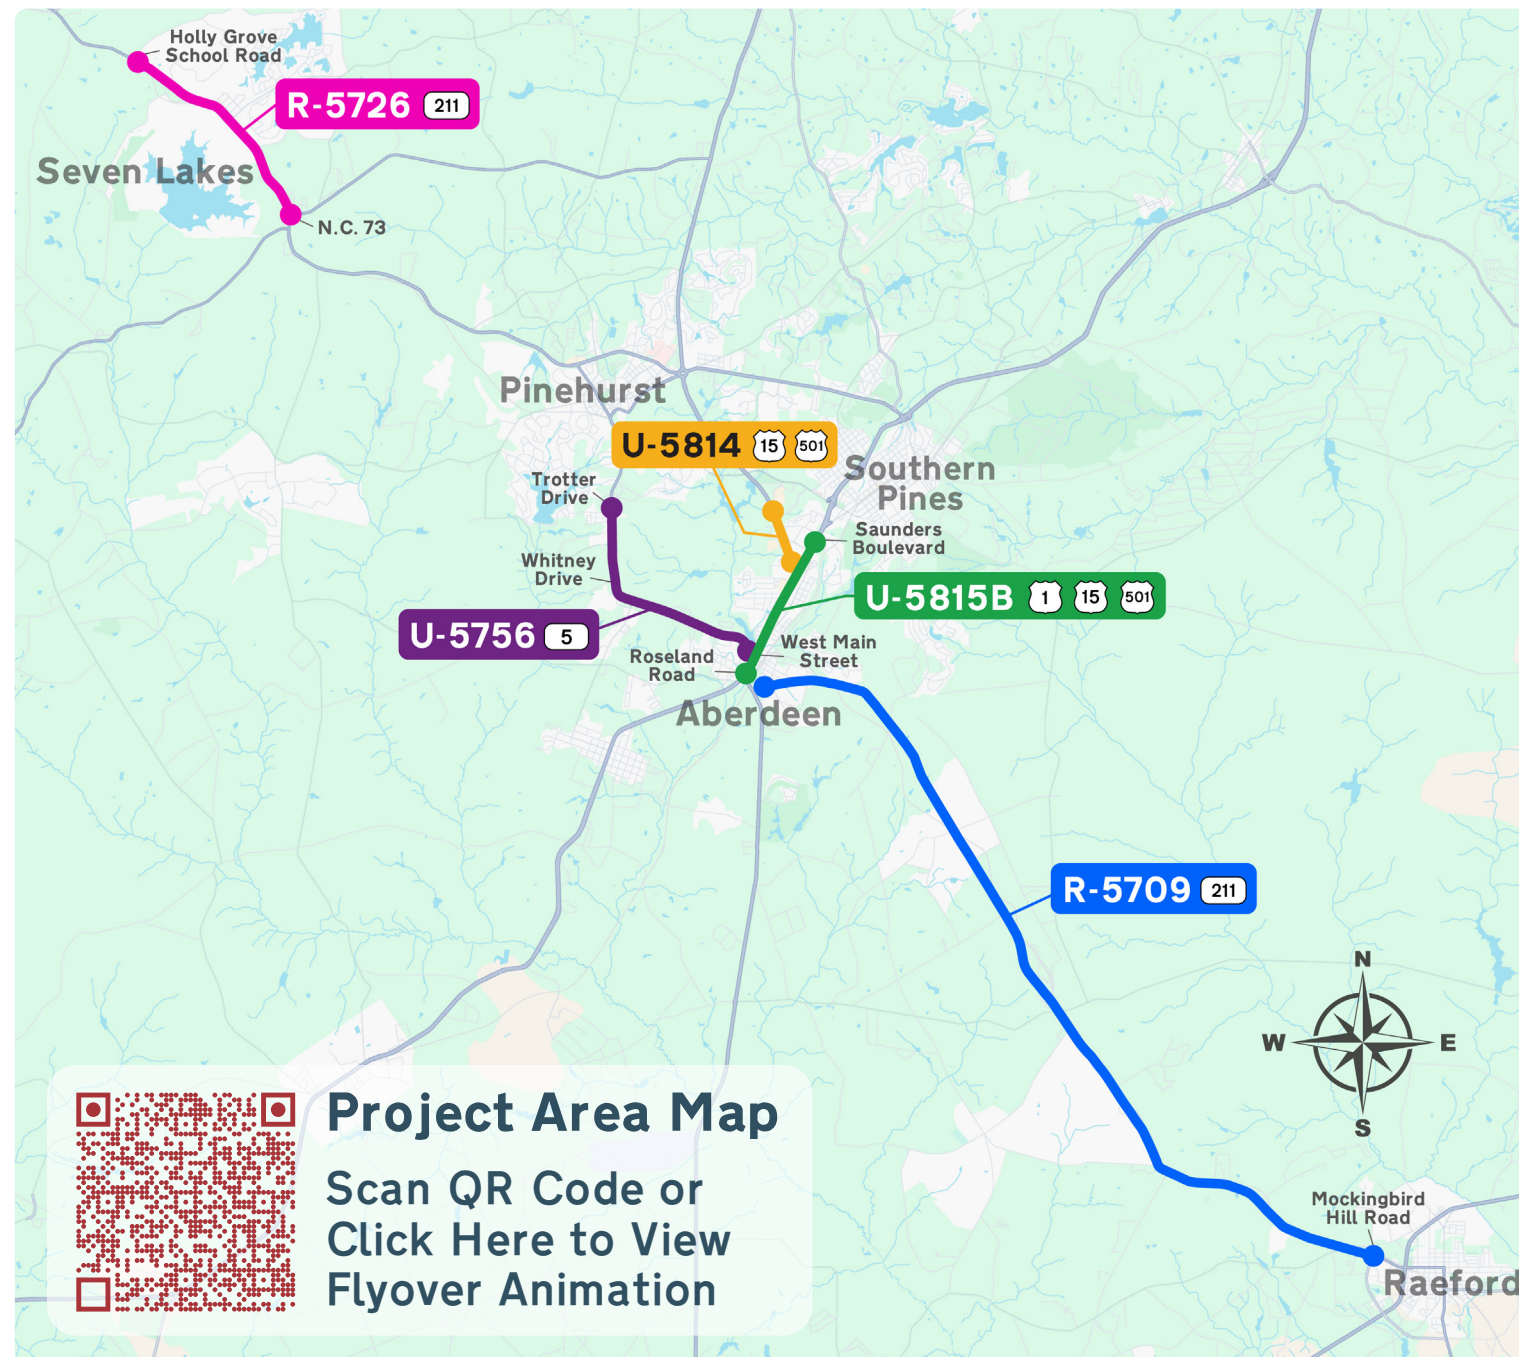 Holly Grove
School Road
R-5726 211
Seven Lakes
N.C. 73
Pinehurst
U-5814 15 501
Southern
Pines
Trotter
Drive
Saunders
Boulevard
Whitney
Drive
U-5815B 1 15 501
U-5756 5
West Main
Street
Roseland
Road
Aberdeen
R-5709 211
N
W E
S
Project Area Map
Scan QR Code or
Click Here to View
Flyover Animation
Mockingbird
Hill Road
Raeford